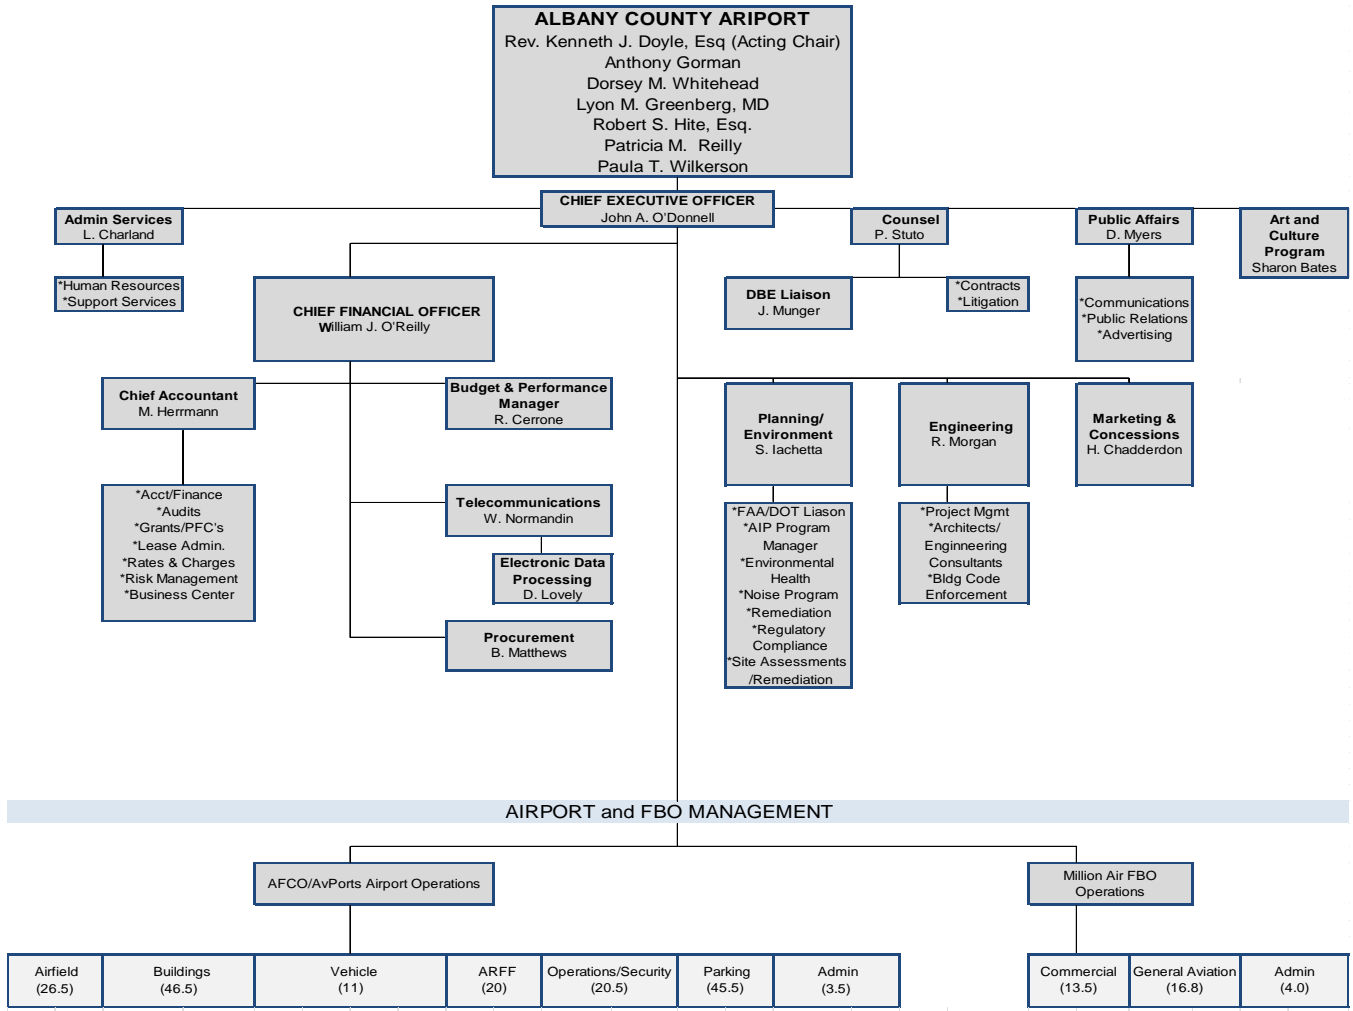 ALBANY COUNTY ARIPORT
Rev. Kenneth J. Doyle, Esq (Acting Chair)
Anthony Gorman
Dorsey M. Whitehead
Lyon M. Greenberg, MD
Robert S. Hite, Esq.
Patricia M. Reilly
Paula T. Wilkerson
CHIEF EXECUTIVE OFFICER
John A. O'Donnell
Admin Services
L. Charland
*Human Resources
*Support Services
Counsel
P. Stuto
DBE Liaison
J. Munger
*Contracts
*Litigation
Public Affairs
D. Myers
*Communications
*Public Relations
*Advertising
Art and
Culture
Program
Sharon Bates
CHIEF FINANCIAL OFFICER
William J. O'Reilly
Chief Accountant
M. Herrmann
*Acct/Finance
*Audits
*Grants/PFC's
*Lease Admin.
*Rates & Charges
*Risk Management
*Business Center
Budget & Performance
Manager
R. Cerrone
Telecommunications
W. Normandin
Electronic Data
Processing
D. Lovely
Procurement
B. Matthews
Planning/
Environment
S. Iachetta
*FAA/DOT Liason
*AIP Program
Manager
*Environmental
Health
*Noise Program
*Remediation
*Regulatory
Compliance
*Site Assessments
/Remediation
Engineering
R. Morgan
*Project Mgmt
*Architects/
Enginneering
Consultants
*Bldg Code
Enforcement
Marketing &
Concessions
H. Chadderdon
AIRPORT and FBO MANAGEMENT
AFCO/AvPorts Airport Operations
Million Air FBO
Operations
Airfield
(26.5)
Buildings
(46.5)
Vehicle
(11)
ARFF
(20)
Operations/Security
(20.5)
Parking
(45.5)
Admin
(3.5)
Commercial
(13.5)
General Aviation
(16.8)
Admin
(4.0)